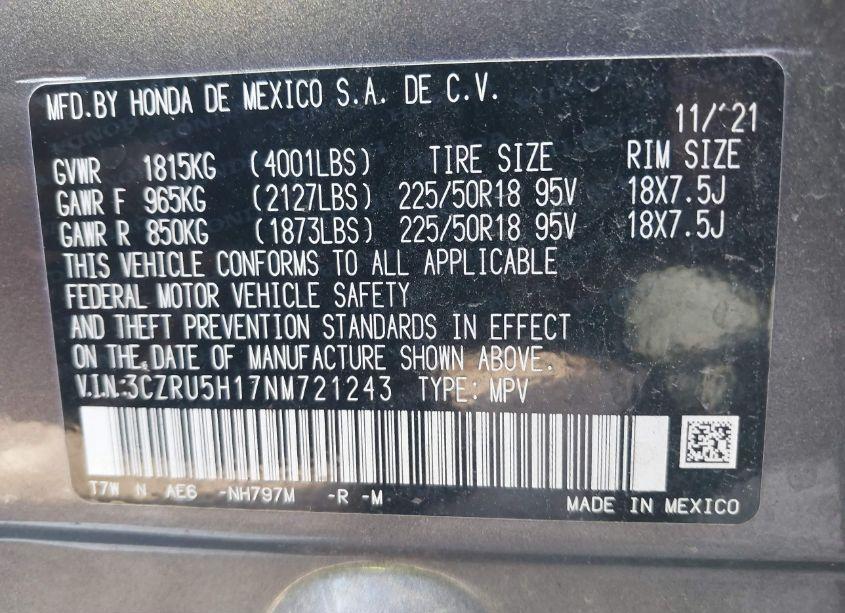 MFD.BY HONDA DE MEXICO S.A. DE C.V.
11/'21
GVWR 1815KG (4001LBS) TIRE SIZE RIM SIZE
GAWR F 965KG (2127LBS) 225/50R18 95V 18X7.5J
GAWR R 850KG (1873LBS) 225/50R18 95V 18X7.5J
THIS VEHICLE CONFORMS TO ALL APPLICABLE
FEDERAL MOTOR VEHICLE SAFETY
AND THEFT PREVENTION STANDARDS IN EFFECT
ON THE DATE OF MANUFACTURE SHOWN ABOVE.
V.I.N:3CZRU5H17NM721243 TYPE: MPV
T7W N AE6 -NH797M -R -M
MADE IN MEXICO